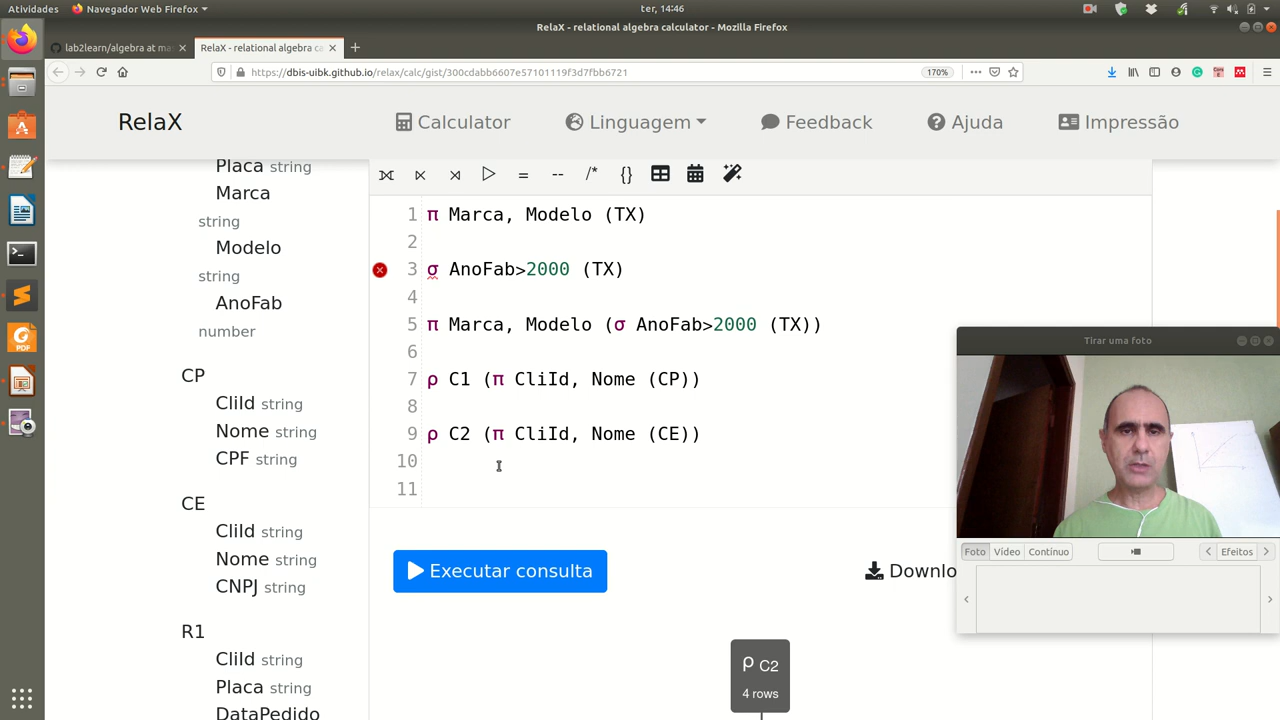 Atividades
Navegador Web Firefox
ter, 14:46
RelaX - relational algebra calculator - Mozilla Firefox
lab2learn/algebra at ma
RelaX - relational algebra ca
https://dbis-uibk.github.io/relax/calc/gist/300cdabb6607e57101119f3d7fbb6721
170%
RelaX
Calculator
Linguagem
Feedback
Ajuda
Impressão
Placa string
Marca
string
Modelo
string
AnoFab
number
CP
CliId string
Nome string
CPF string
CE
CliId string
Nome string
CNPJ string
R1
CliId string
Placa string
DataPedido
⨝ ⋉ ⋊ ▷ = -- /* {}
1 π Marca, Modelo (TX)
2
3 σ AnoFab>2000 (TX)
4
5 π Marca, Modelo (σ AnoFab>2000 (TX))
6
7 ρ C1 (π CliId, Nome (CP))
8
9 ρ C2 (π CliId, Nome (CE))
10
11
Executar consulta
Downlo
ρ C2
4 rows
Tirar uma foto
Foto Vídeo Contínuo
Efeitos